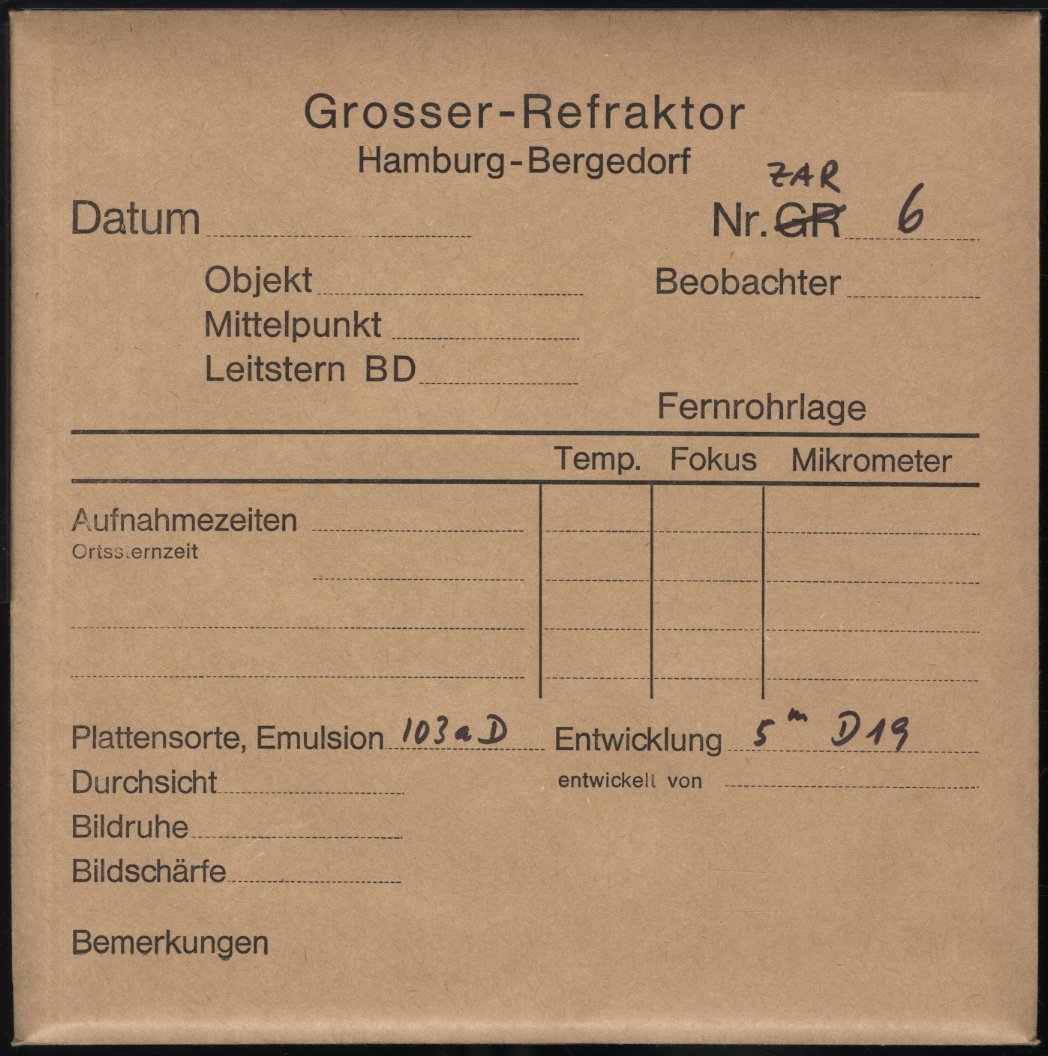 Grosser-Refraktor
Hamburg-Bergedorf
ZAR
Datum Nr. GR 6
Objekt Beobachter
Mittelpunkt
Leitstern BD
Fernrohrlage
Temp. Fokus Mikrometer
Aufnahmezeiten
Ortssternzeit
Plattensorte, Emulsion 103aD Entwicklung 5m D19
Durchsicht entwickelt von
Bildruhe
Bildschärfe
Bemerkungen